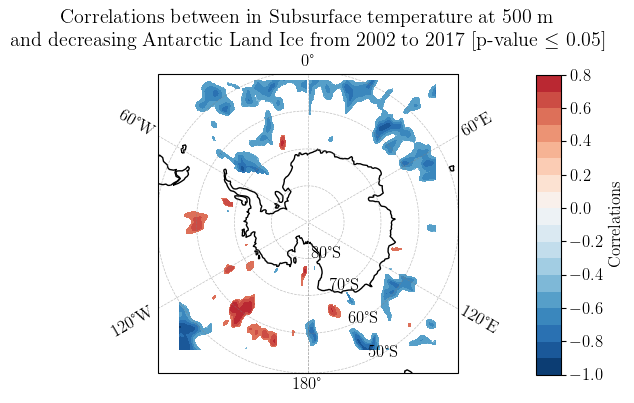 Correlations between in Subsurface temperature at 500 m
and decreasing Antarctic Land Ice from 2002 to 2017 [p-value ≤ 0.05]
0°
60°W
60°E
120°W
120°E
180°
80°S
70°S
60°S
50°S
0.8
0.6
0.4
0.2
0.0
−0.2
−0.4
−0.6
−0.8
−1.0
Correlations